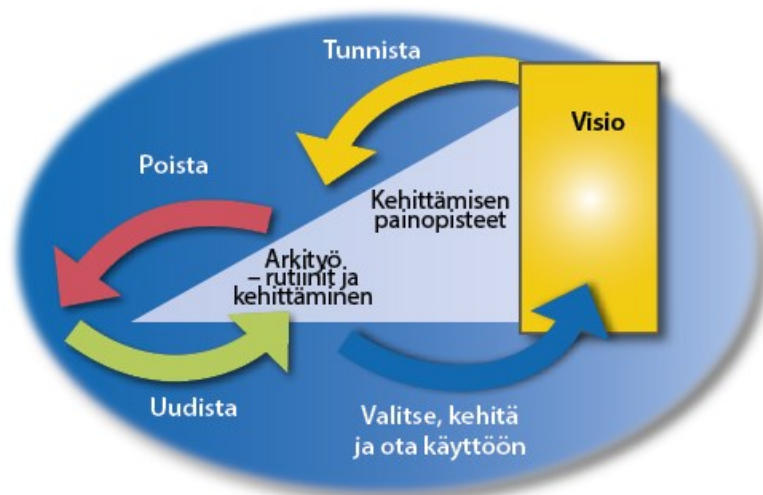 Tunnista
Visio
Poista
Kehittämisen
painopisteet
Arkityö
– rutiinit ja
kehittäminen
Uudista
Valitse, kehitä
ja ota käyttöön